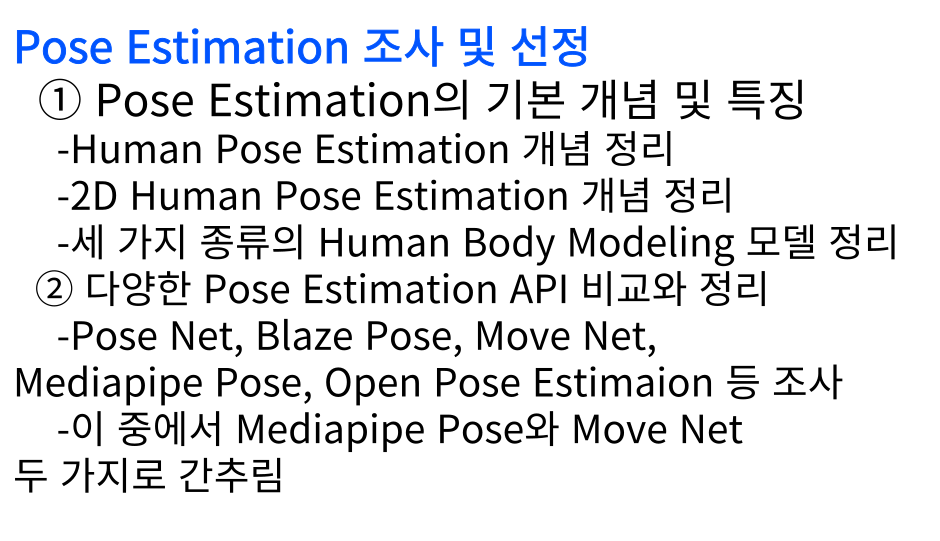 Pose Estimation 조사 및 선정
① Pose Estimation의 기본 개념 및 특징
-Human Pose Estimation 개념 정리
-2D Human Pose Estimation 개념 정리
-세 가지 종류의 Human Body Modeling 모델 정리
② 다양한 Pose Estimation API 비교와 정리
-Pose Net, Blaze Pose, Move Net,
Mediapipe Pose, Open Pose Estimaion 등 조사
-이 중에서 Mediapipe Pose와 Move Net
두 가지로 간추림